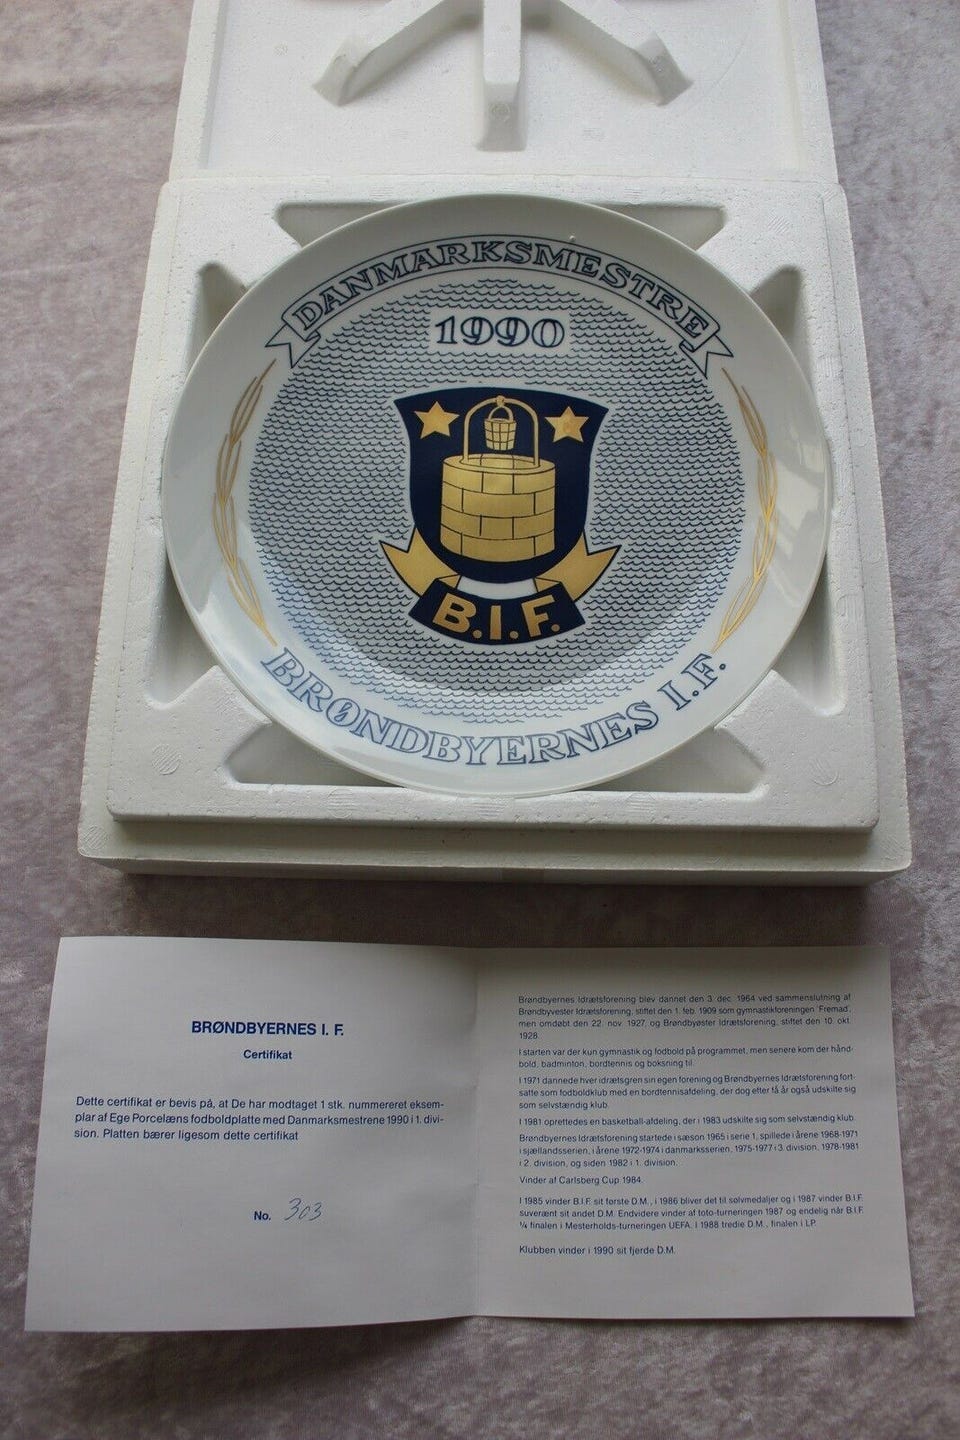 DANMARKSMESTRE
1990
B.I.F.
BRØNDBYERNES I.F.
BRØNDBYERNES I. F.
Certifikat
Dette certifikat er bevis på, at De har modtaget 1 stk. nummereret eksem-
plar af Ege Porcelæns fodboldplatte med Danmarksmestrene 1990 i 1. divi-
sion. Platten bærer ligesom dette certifikat
No. 303
Brøndbyernes Idrætsforening blev dannet den 3. dec. 1964 ved sammenslutning af
Brøndbyvester Idrætsforening, stiftet den 1. feb. 1909 som gymnastikforeningen 'Fremad',
men omdøbt den 22. nov. 1927, og Brøndbyøster Idrætsforening, stiftet den 10. okt.
1928.
I starten var der kun gymnastik og fodbold på programmet, men senere kom der hånd-
bold, badminton, bordtennis og boksning til.
I 1971 dannede hver idrætsgren sin egen forening og Brøndbyernes Idrætsforening fort-
satte som fodboldklub med en bordtennisafdeling, der dog efter få år også udskilte sig
som selvstændig klub.
I 1981 oprettedes en basketball-afdeling, der i 1983 udskilte sig som selvstændig klub.
Brøndbyernes Idrætsforening startede i sæson 1965 i serie 1, spillede i årene 1968-1971
i sjællandsserien, i årene 1972-1974 i danmarksserien, 1975-1977 i 3. division, 1978-1981
i 2. division, og siden 1982 i 1. division.
Vinder af Carlsberg Cup 1984.
I 1985 vinder B.I.F. sit første D.M., i 1986 bliver det til sølvmedaljer og i 1987 vinder B.I.F.
suverænt sit andet D.M. Endvidere vinder af toto-turneringen 1987 og endelig når B.I.F.
¼ finalen i Mesterholds-turneringen UEFA. I 1988 tredie D.M., finalen i LP.
Klubben vinder i 1990 sit fjerde D.M.